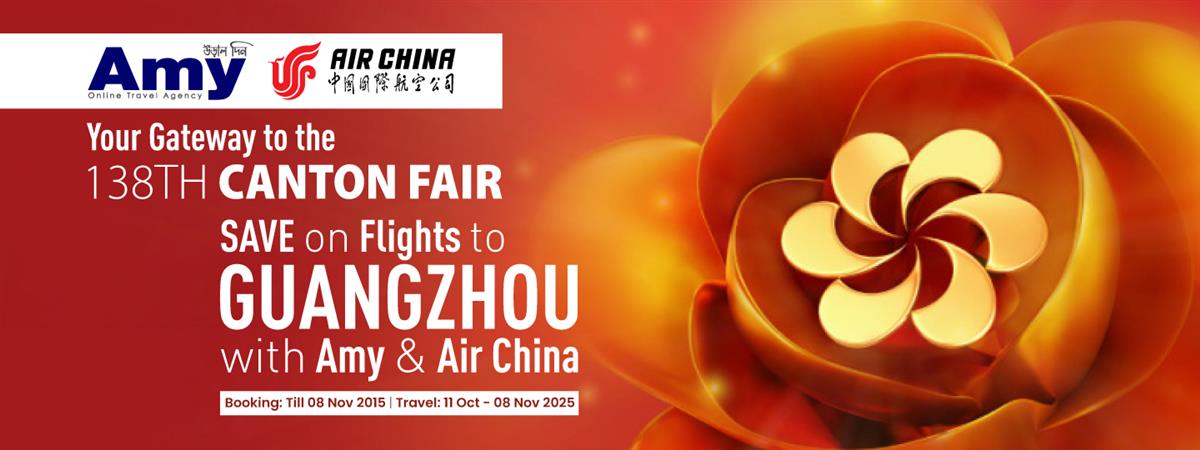 উড়াল দিন
Amy
Online Travel Agency
AIR CHINA
中国国際航空公司
Your Gateway to the
138TH CANTON FAIR
SAVE on Flights to
GUANGZHOU
with Amy & Air China
Booking: Till 08 Nov 2015 | Travel: 11 Oct - 08 Nov 2025